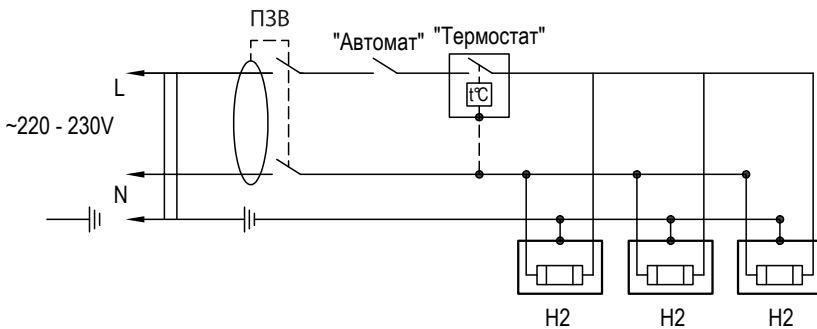 ПЗВ
"Автомат" "Термостат"
L
t°C
~220 - 230V
N
H2 H2 H2